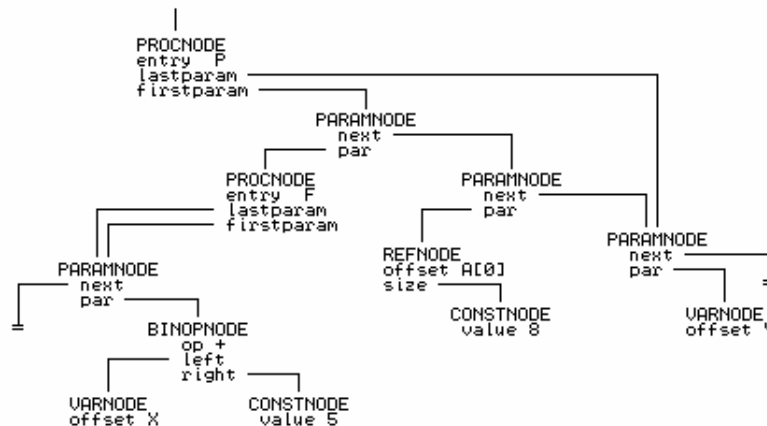 PROCNODE
entry P
lastparam
firstparam
PARAMNODE
next
par
PROCNODE
entry F
lastparam
firstparam
PARAMNODE
next
par
PARAMNODE
next
par
REFNODE
offset A[0]
size
PARAMNODE
next
par
CONSTNODE
value 8
VARNODE
offset
BINOPNODE
op +
left
right
VARNODE
offset X
CONSTNODE
value 5